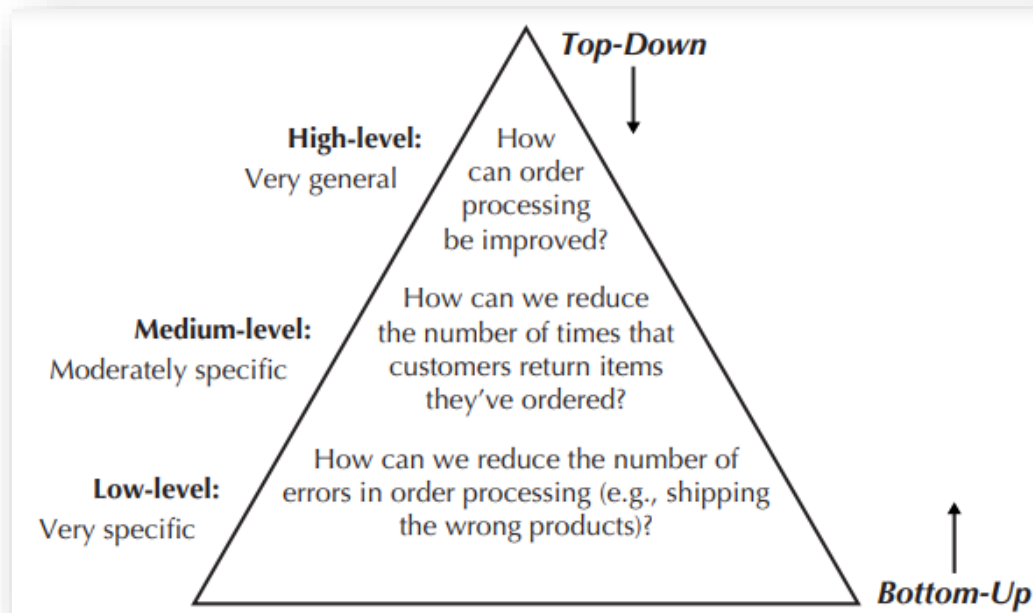 Top-Down
High-level:
Very general
How
can order
processing
be improved?
Medium-level:
Moderately specific
How can we reduce
the number of times that
customers return items
they’ve ordered?
Low-level:
Very specific
How can we reduce the number of
errors in order processing (e.g., shipping
the wrong products)?
Bottom-Up